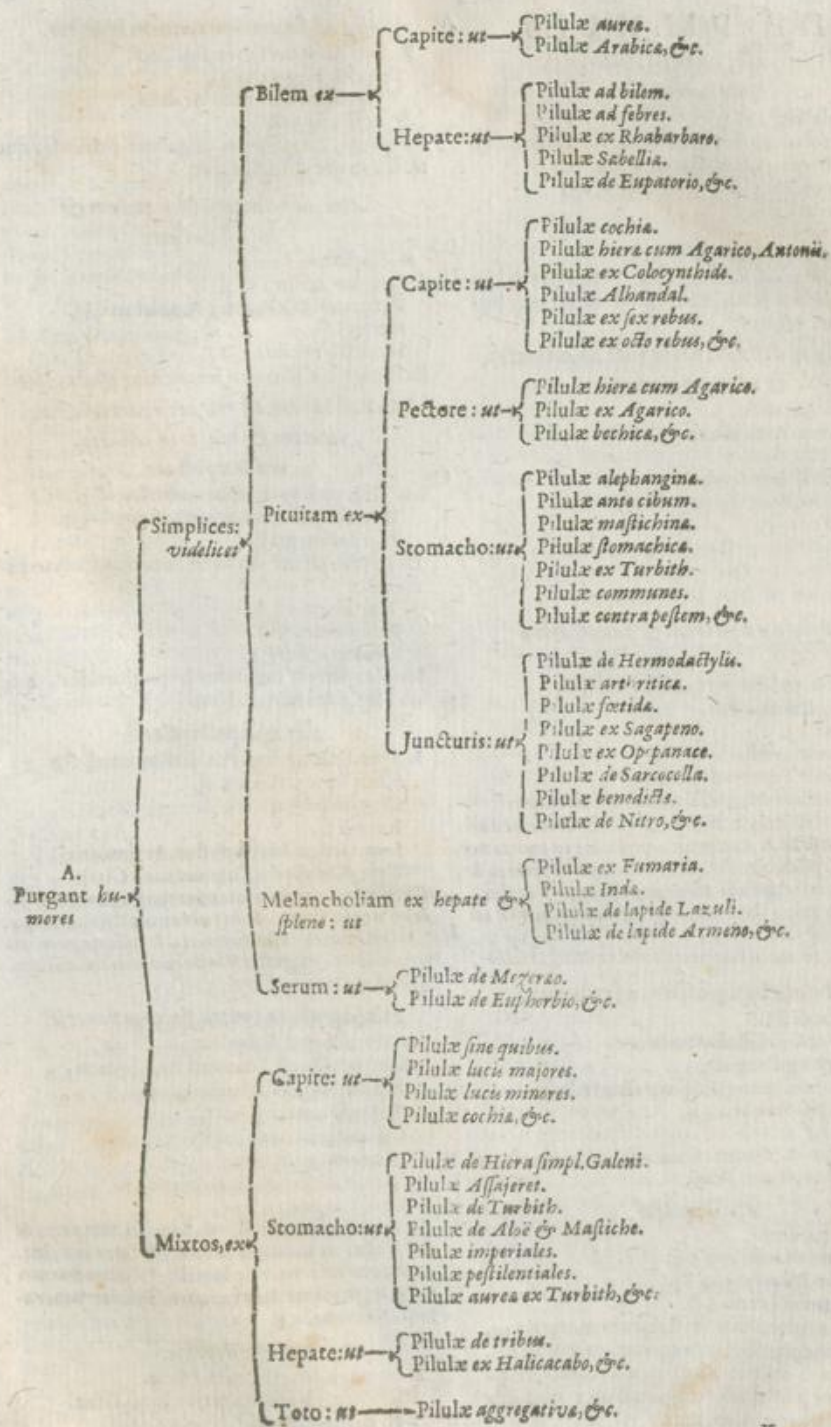 Capite: ut
Pilulæ aureæ.
Pilulæ Arabicæ, &c.
Bilem ex
Hepate: ut
Pilulæ ad bilem.
Pilulæ ad febres.
Pilulæ ex Rhabarbaro.
Pilulæ Sabelliæ.
Pilulæ de Eupatorio, &c.
Capite: ut
Pilulæ cochiæ.
Pilulæ hieræ cum Agarico, Antonii.
Pilulæ ex Colocynthide.
Pilulæ Alhandal.
Pilulæ ex sex rebus.
Pilulæ ex octo rebus, &c.
Pectore: ut
Pilulæ hieræ cum Agarico.
Pilulæ ex Agarico.
Pilulæ bechicæ, &c.
Simplices:
videlicet
Pituitam ex
Stomacho: ut
Pilulæ alephanginæ.
Pilulæ ante cibum.
Pilulæ mastichinæ.
Pilulæ stomachicæ.
Pilulæ ex Turbith.
Pilulæ communes.
Pilulæ contra pestem, &c.
Juncturis: ut
Pilulæ de Hermodactylis.
Pilulæ artbriticæ.
Pilulæ fœtidæ.
Pilulæ ex Sagapeno.
Pilulæ ex Opopanace.
Pilulæ de Sarcocolla.
Pilulæ benedictæ.
Pilulæ de Nitro, &c.
A.
Purgant hu-
mores
Melancholiam ex hepate &
splene: ut
Pilulæ ex Fumaria.
Pilulæ Indæ.
Pilulæ de lapide Lazuli.
Pilulæ de lapide Armeno, &c.
Serum: ut
Pilulæ de Mezeræo.
Pilulæ de Euphorbio, &c.
Capite: ut
Pilulæ sine quibus.
Pilulæ lucis majores.
Pilulæ lucis minores.
Pilulæ cochiæ, &c.
Mixtos, ex
Stomacho: ut
Pilulæ de Hiera simpl. Galeni.
Pilulæ Assajeret.
Pilulæ de Turbith.
Pilulæ de Aloë & Mastiche.
Pilulæ imperiales.
Pilulæ pestilentiales.
Pilulæ aureæ ex Turbith, &c.
Hepate: ut
Pilulæ de tribus.
Pilulæ ex Halicacabo, &c.
Toto: ut
Pilulæ aggregativæ, &c.